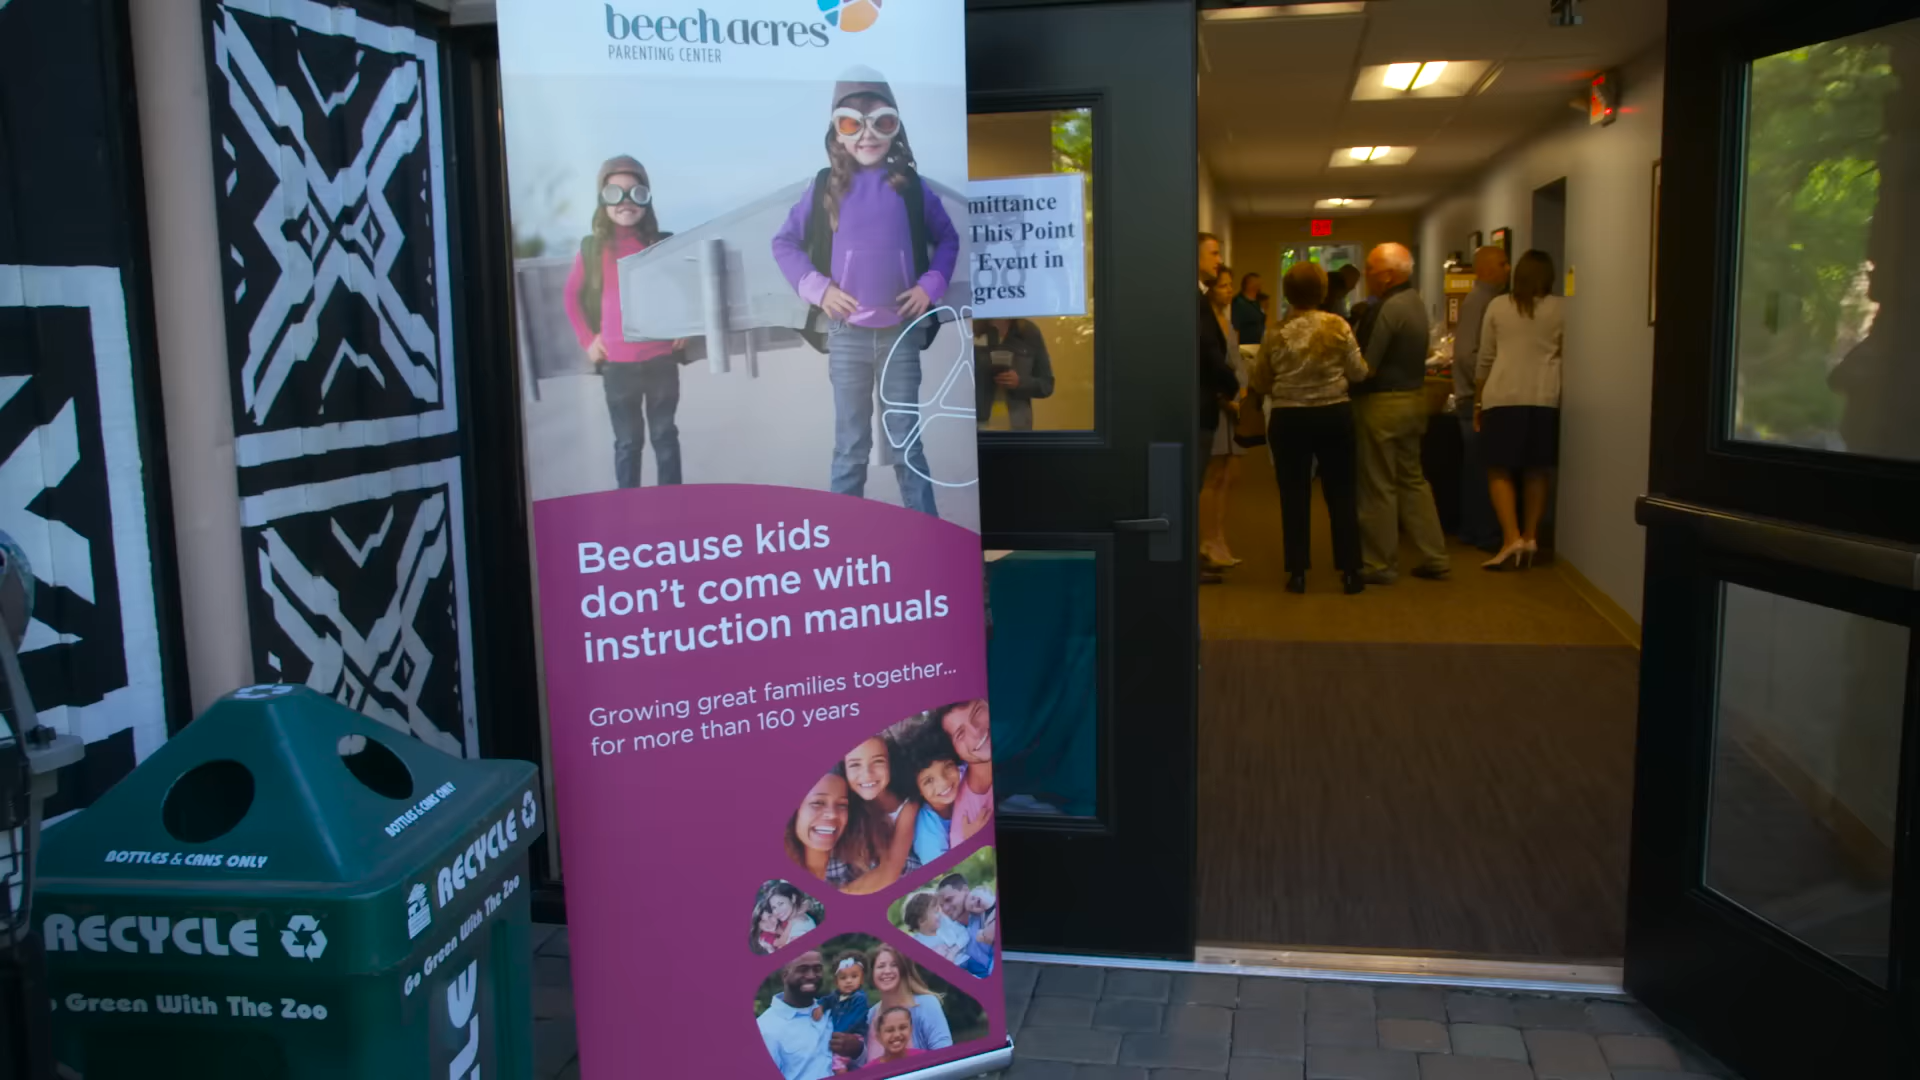 beech acres
PARENTING CENTER
mittance
This Point
Event in
gress
Because kids
don't come with
instruction manuals
Growing great families together...
for more than 160 years
BOTTLES & CANS ONLY
BOTTLES & CANS ONLY
RECYCLE
RECYCLE
Go Green With The Zoo
Green With The Zoo